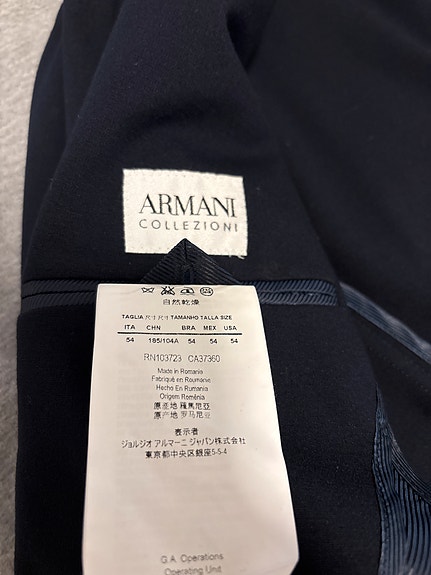 ARMANI
COLLEZIONI
自然乾燥
TAGLIA 尺寸 尺寸 TAMANHO TALLA SIZE
ITA CHN BRA MEX USA
54 185/104A 54 54 54
RN103723 CA37360
Made in Romania
Fabriqué en Roumanie
Hecho En Rumania
Origem Romênia
原産地 羅馬尼亞
原产地 罗马尼亚
表示者
ジョルジオ アルマーニ ジャパン株式会社
東京都中央区銀座5-5-4
G.A. Operations
Operating Unit